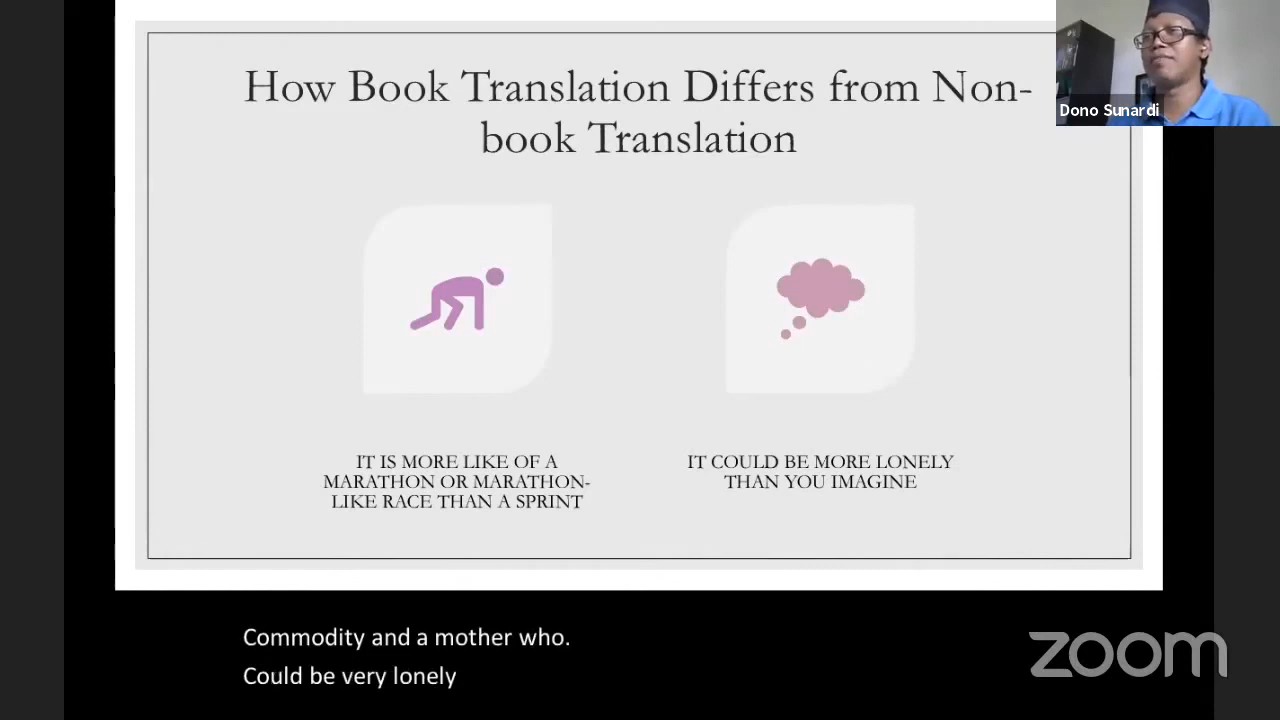 How Book Translation Differs from Non-
book Translation
Dono Sunardi
IT IS MORE LIKE OF A
MARATHON OR MARATHON-
LIKE RACE THAN A SPRINT
IT COULD BE MORE LONELY
THAN YOU IMAGINE
Commodity and a mother who.
Could be very lonely
zoom